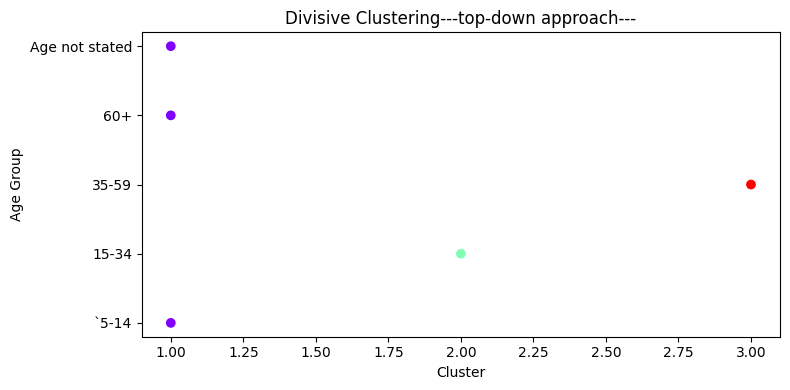 Divisive Clustering---top-down approach---
Age not stated
60+
35-59
15-34
`5-14
Age Group
1.00 1.25 1.50 1.75 2.00 2.25 2.50 2.75 3.00
Cluster